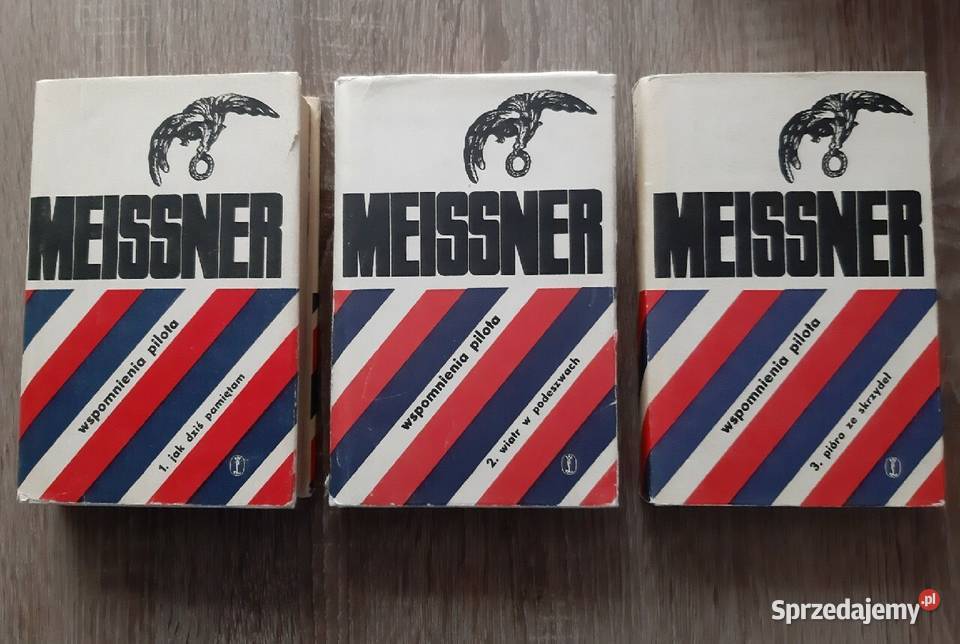 MEISSNER
wspomnienia pilota
1. jak dziś pamiętam
MEISSNER
wspomnienia pilota
2. wiatr w podeszwach
MEISSNER
wspomnienia pilota
3. pióro ze skrzydeł
Sprzedajemy.pl